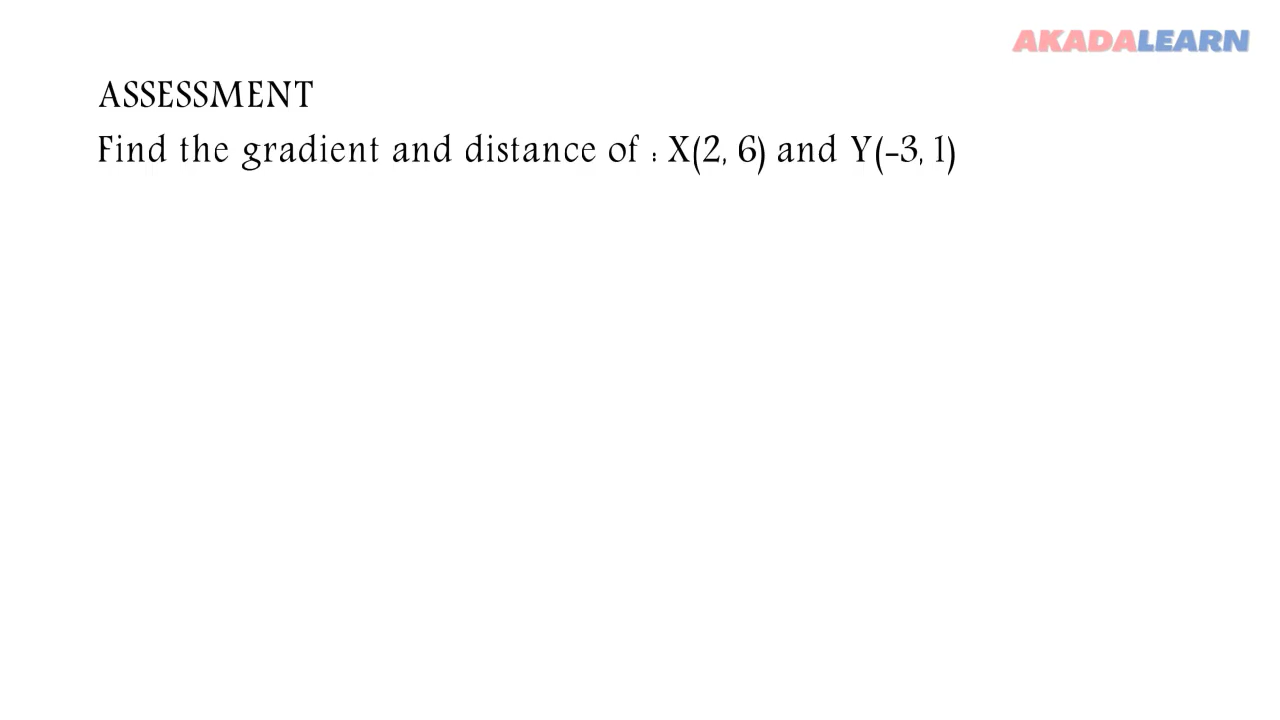 AKADALEARN
ASSESSMENT
Find the gradient and distance of : X(2, 6) and Y(-3, 1)